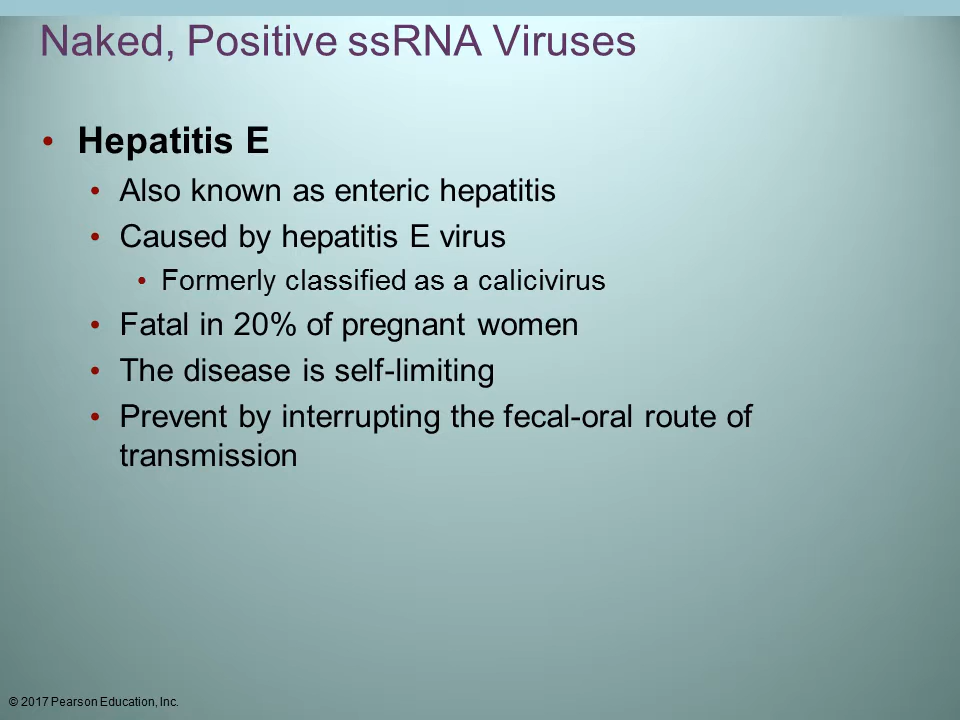 Naked, Positive ssRNA Viruses
• Hepatitis E
• Also known as enteric hepatitis
• Caused by hepatitis E virus
• Formerly classified as a calicivirus
• Fatal in 20% of pregnant women
• The disease is self-limiting
• Prevent by interrupting the fecal-oral route of
transmission
© 2017 Pearson Education, Inc.